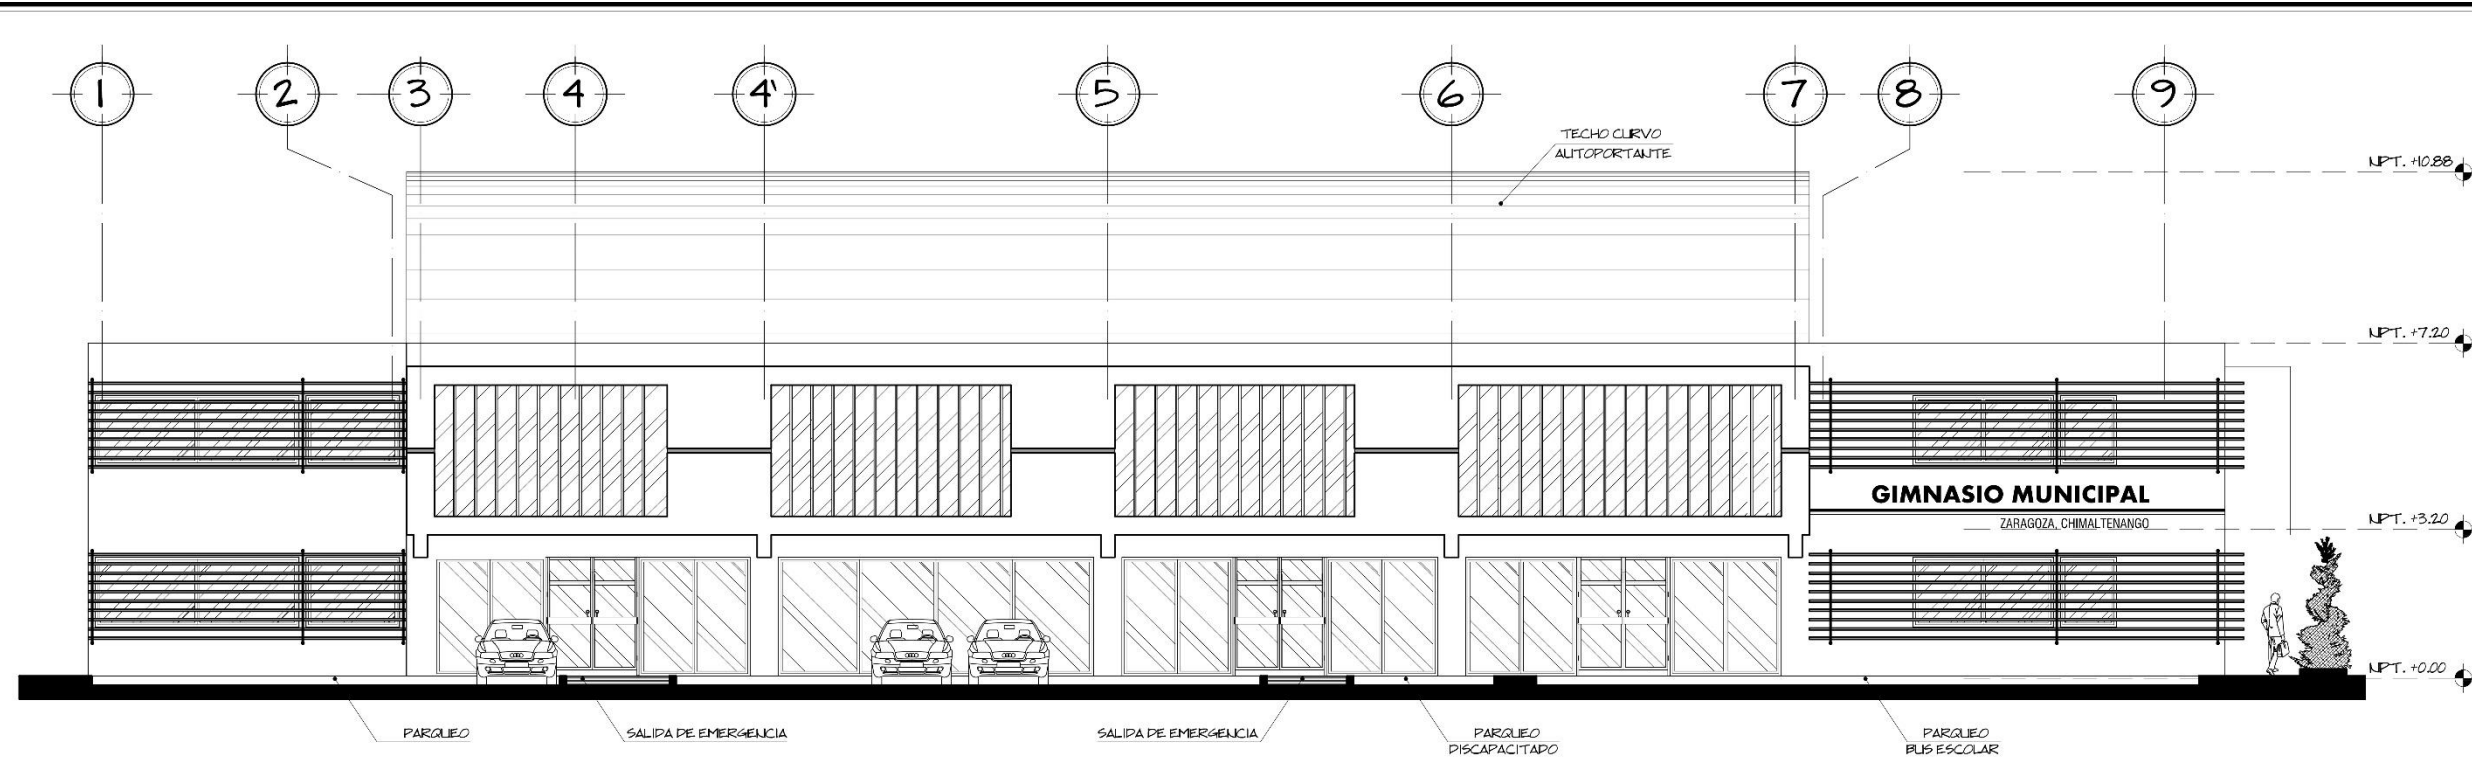 1 2 3 4 4' 5 6 7 8 9
TECHO CURVO
AUTOPORTANTE
NPT. +10.88
NPT. +7.20
GIMNASIO MUNICIPAL
ZARAGOZA, CHIMALTENANGO
NPT. +3.20
NPT. +0.00
PARQUEO
SALIDA DE EMERGENCIA
SALIDA DE EMERGENCIA
PARQUEO
DISCAPACITADO
PARQUEO
BUS ESCOLAR